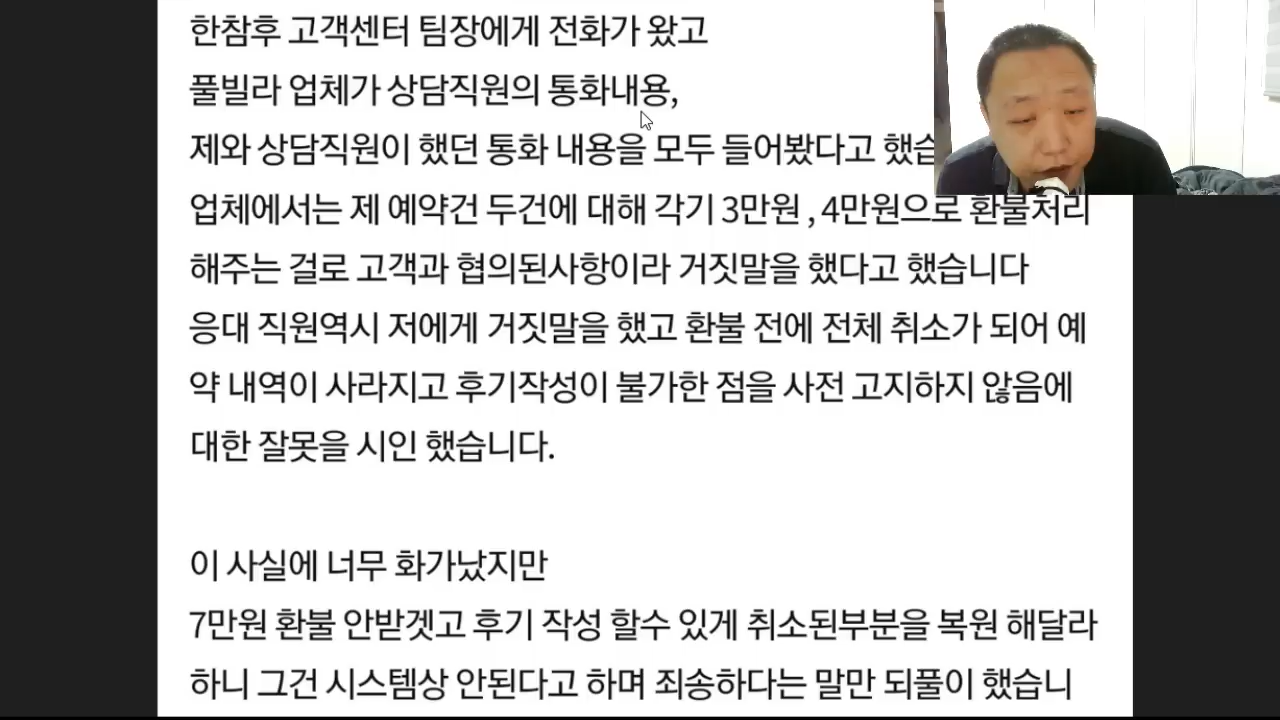 한참후 고객센터 팀장에게 전화가 왔고
풀빌라 업체가 상담직원의 통화내용,
제와 상담직원이 했던 통화 내용을 모두 들어봤다고
업체에서는 제 예약건 두건에 대해 각기 3만원 , 4만원으로 환불처리
해주는 걸로 고객과 협의된사항이라 거짓말을 했다고 했습니다
응대 직원역시 저에게 거짓말을 했고 환불 전에 전체 취소가 되어 예
약 내역이 사라지고 후기작성이 불가한 점을 사전 고지하지 않음에
대한 잘못을 시인 했습니다.
이 사실에 너무 화가났지만
7만원 환불 안받겟고 후기 작성 할수 있게 취소된부분을 복원 해달라
하니 그건 시스템상 안된다고 하며 죄송하다는 말만 되풀이 했습니